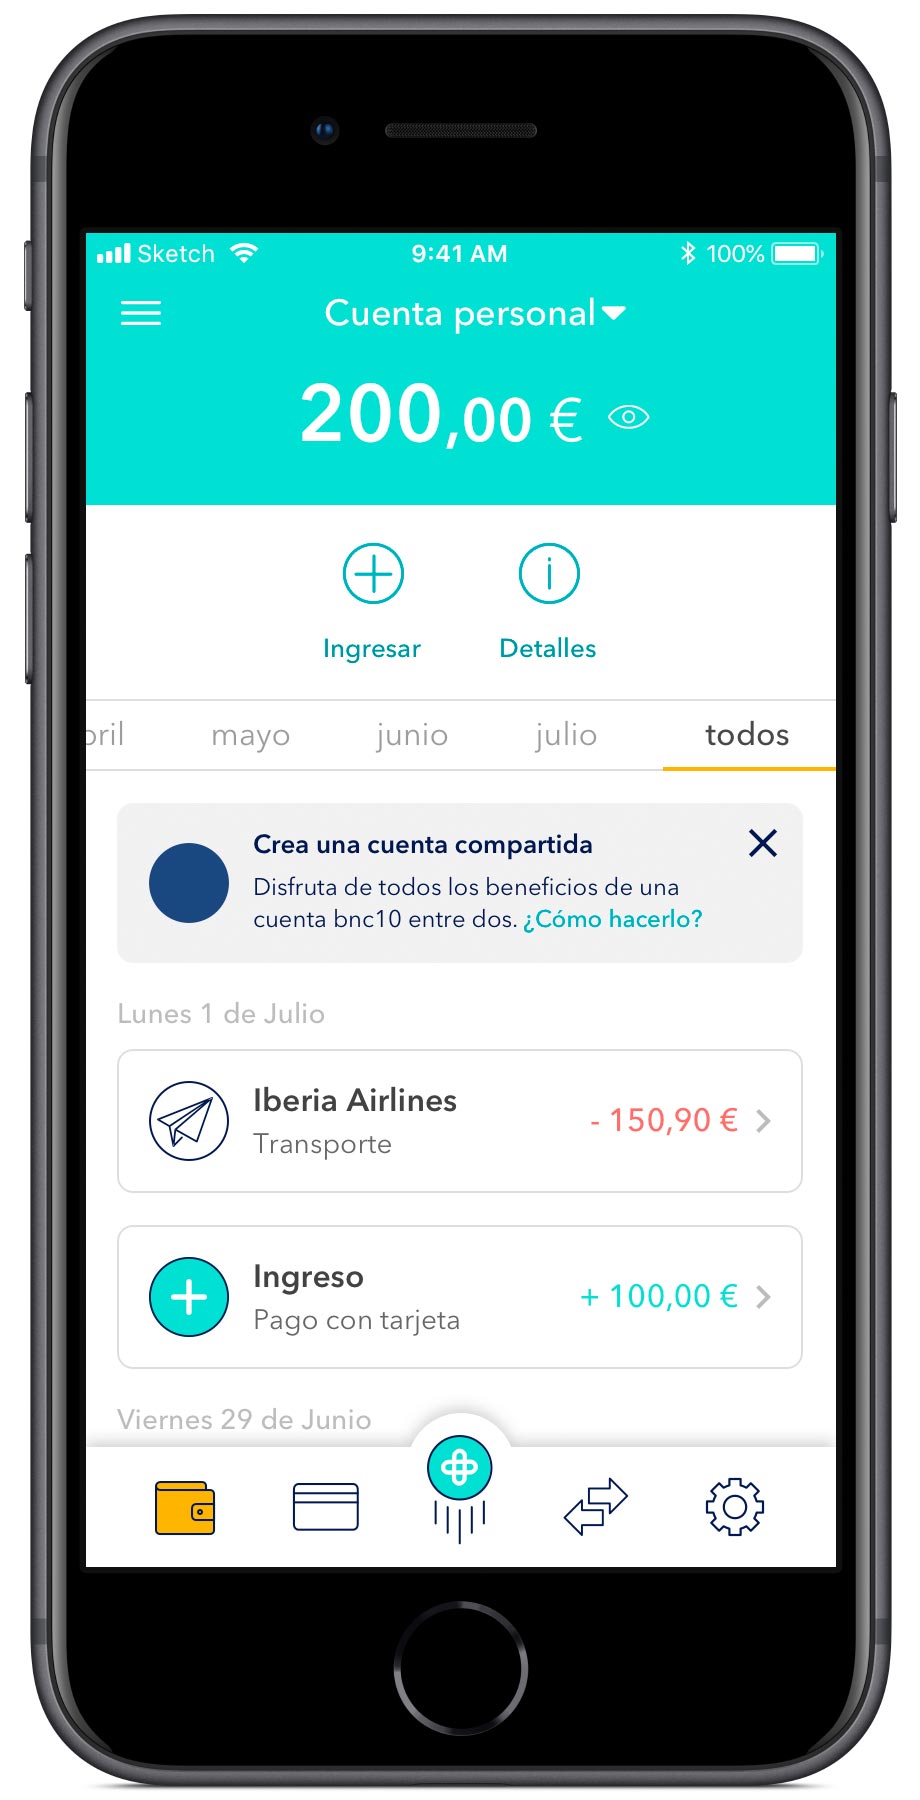 Sketch 9:41 AM 100%
Cuenta personal
200,00 €
Ingresar Detalles
mayo junio julio todos
Crea una cuenta compartida
Disfruta de todos los beneficios de una
cuenta bnc10 entre dos. ¿Cómo hacerlo?
Lunes 1 de Julio
Iberia Airlines
- 150,90 €
Transporte
Ingreso
+ 100,00 €
Pago con tarjeta
Viernes 29 de Junio